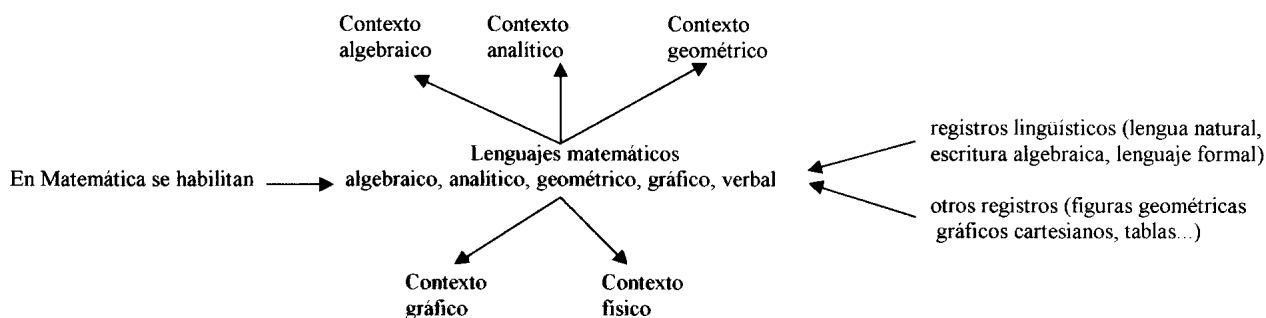 Contexto
algebraico
Contexto
analítico
Contexto
geométrico
Lenguajes matemáticos
En Matemática se habilitan
algebraico, analítico, geométrico, gráfico, verbal
registros lingüísticos (lengua natural,
escritura algebraica, lenguaje formal)
otros registros (figuras geométricas
gráficos cartesianos, tablas...)
Contexto
gráfico
Contexto
físico